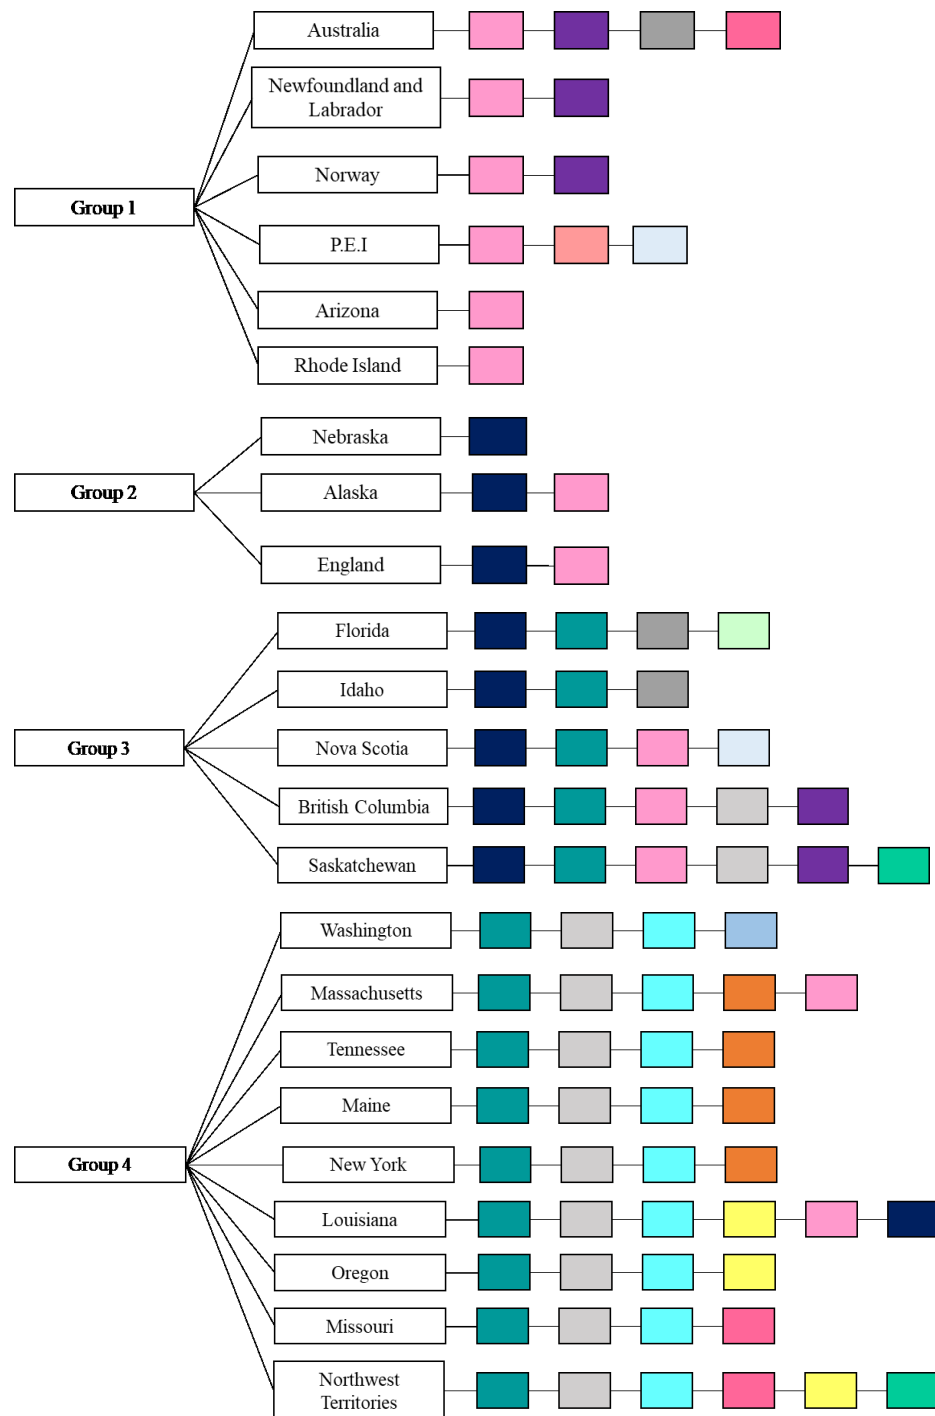 Group 1
Australia
Newfoundland and
Labrador
Norway
P.E.I
Arizona
Rhode Island
Group 2
Nebraska
Alaska
England
Group 3
Florida
Idaho
Nova Scotia
British Columbia
Saskatchewan
Group 4
Washington
Massachusetts
Tennessee
Maine
New York
Louisiana
Oregon
Missouri
Northwest
Territories